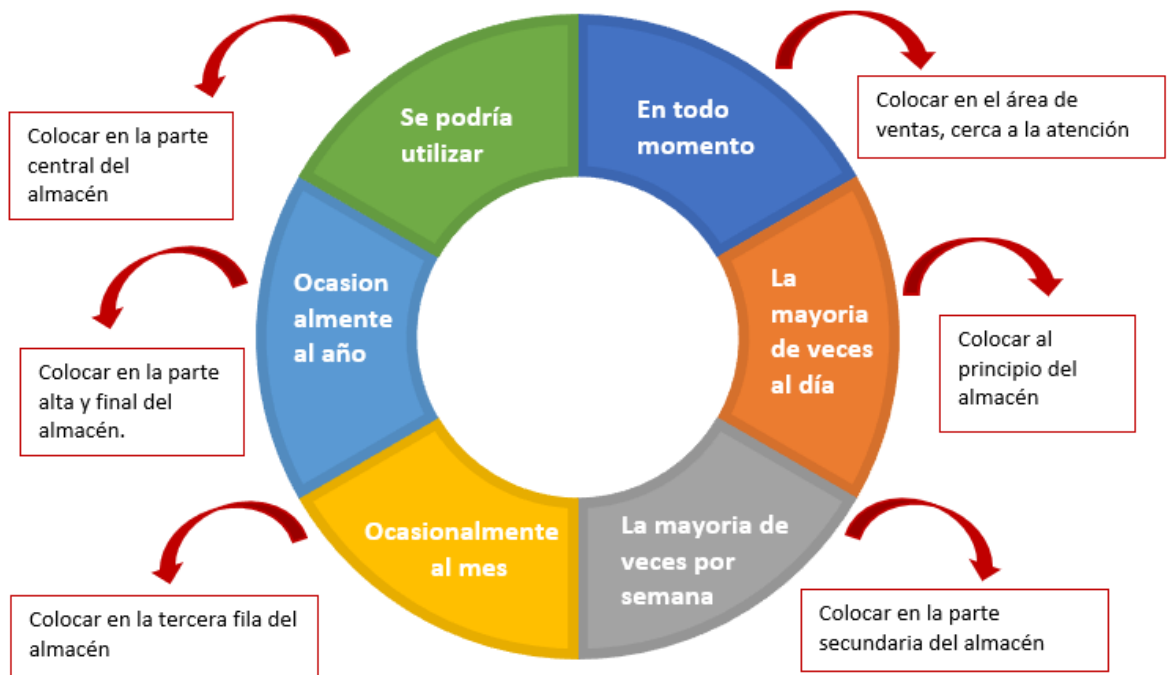 Se podría
utilizar
En todo
momento
Colocar en el área de
ventas, cerca a la atención
Colocar en la parte
central del
almacén
Ocasion
almente
al año
La
mayoria
de veces
al día
Colocar al
principio del
almacén
Colocar en la parte
alta y final del
almacén.
Ocasionalmente
al mes
La mayoria de
veces por
semana
Colocar en la tercera fila del
almacén
Colocar en la parte
secundaria del almacén